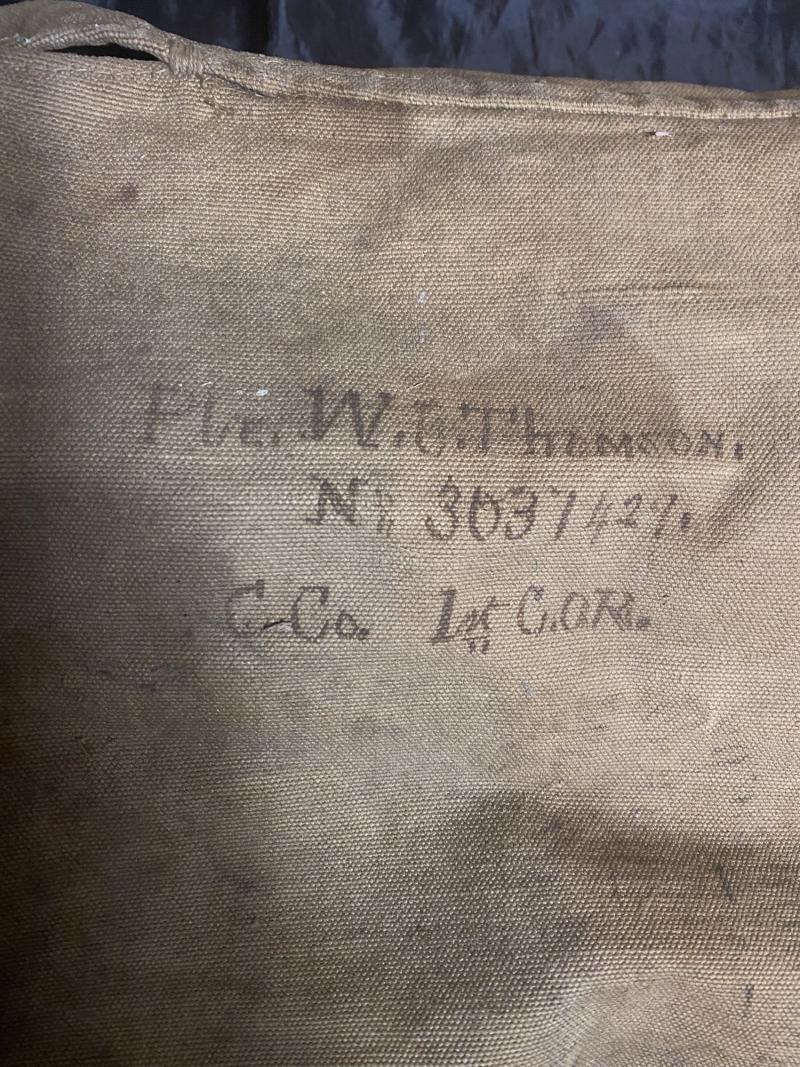 Pte. W. G. Thomson.
No 3037427.
C-Co. 1st C.O.R.